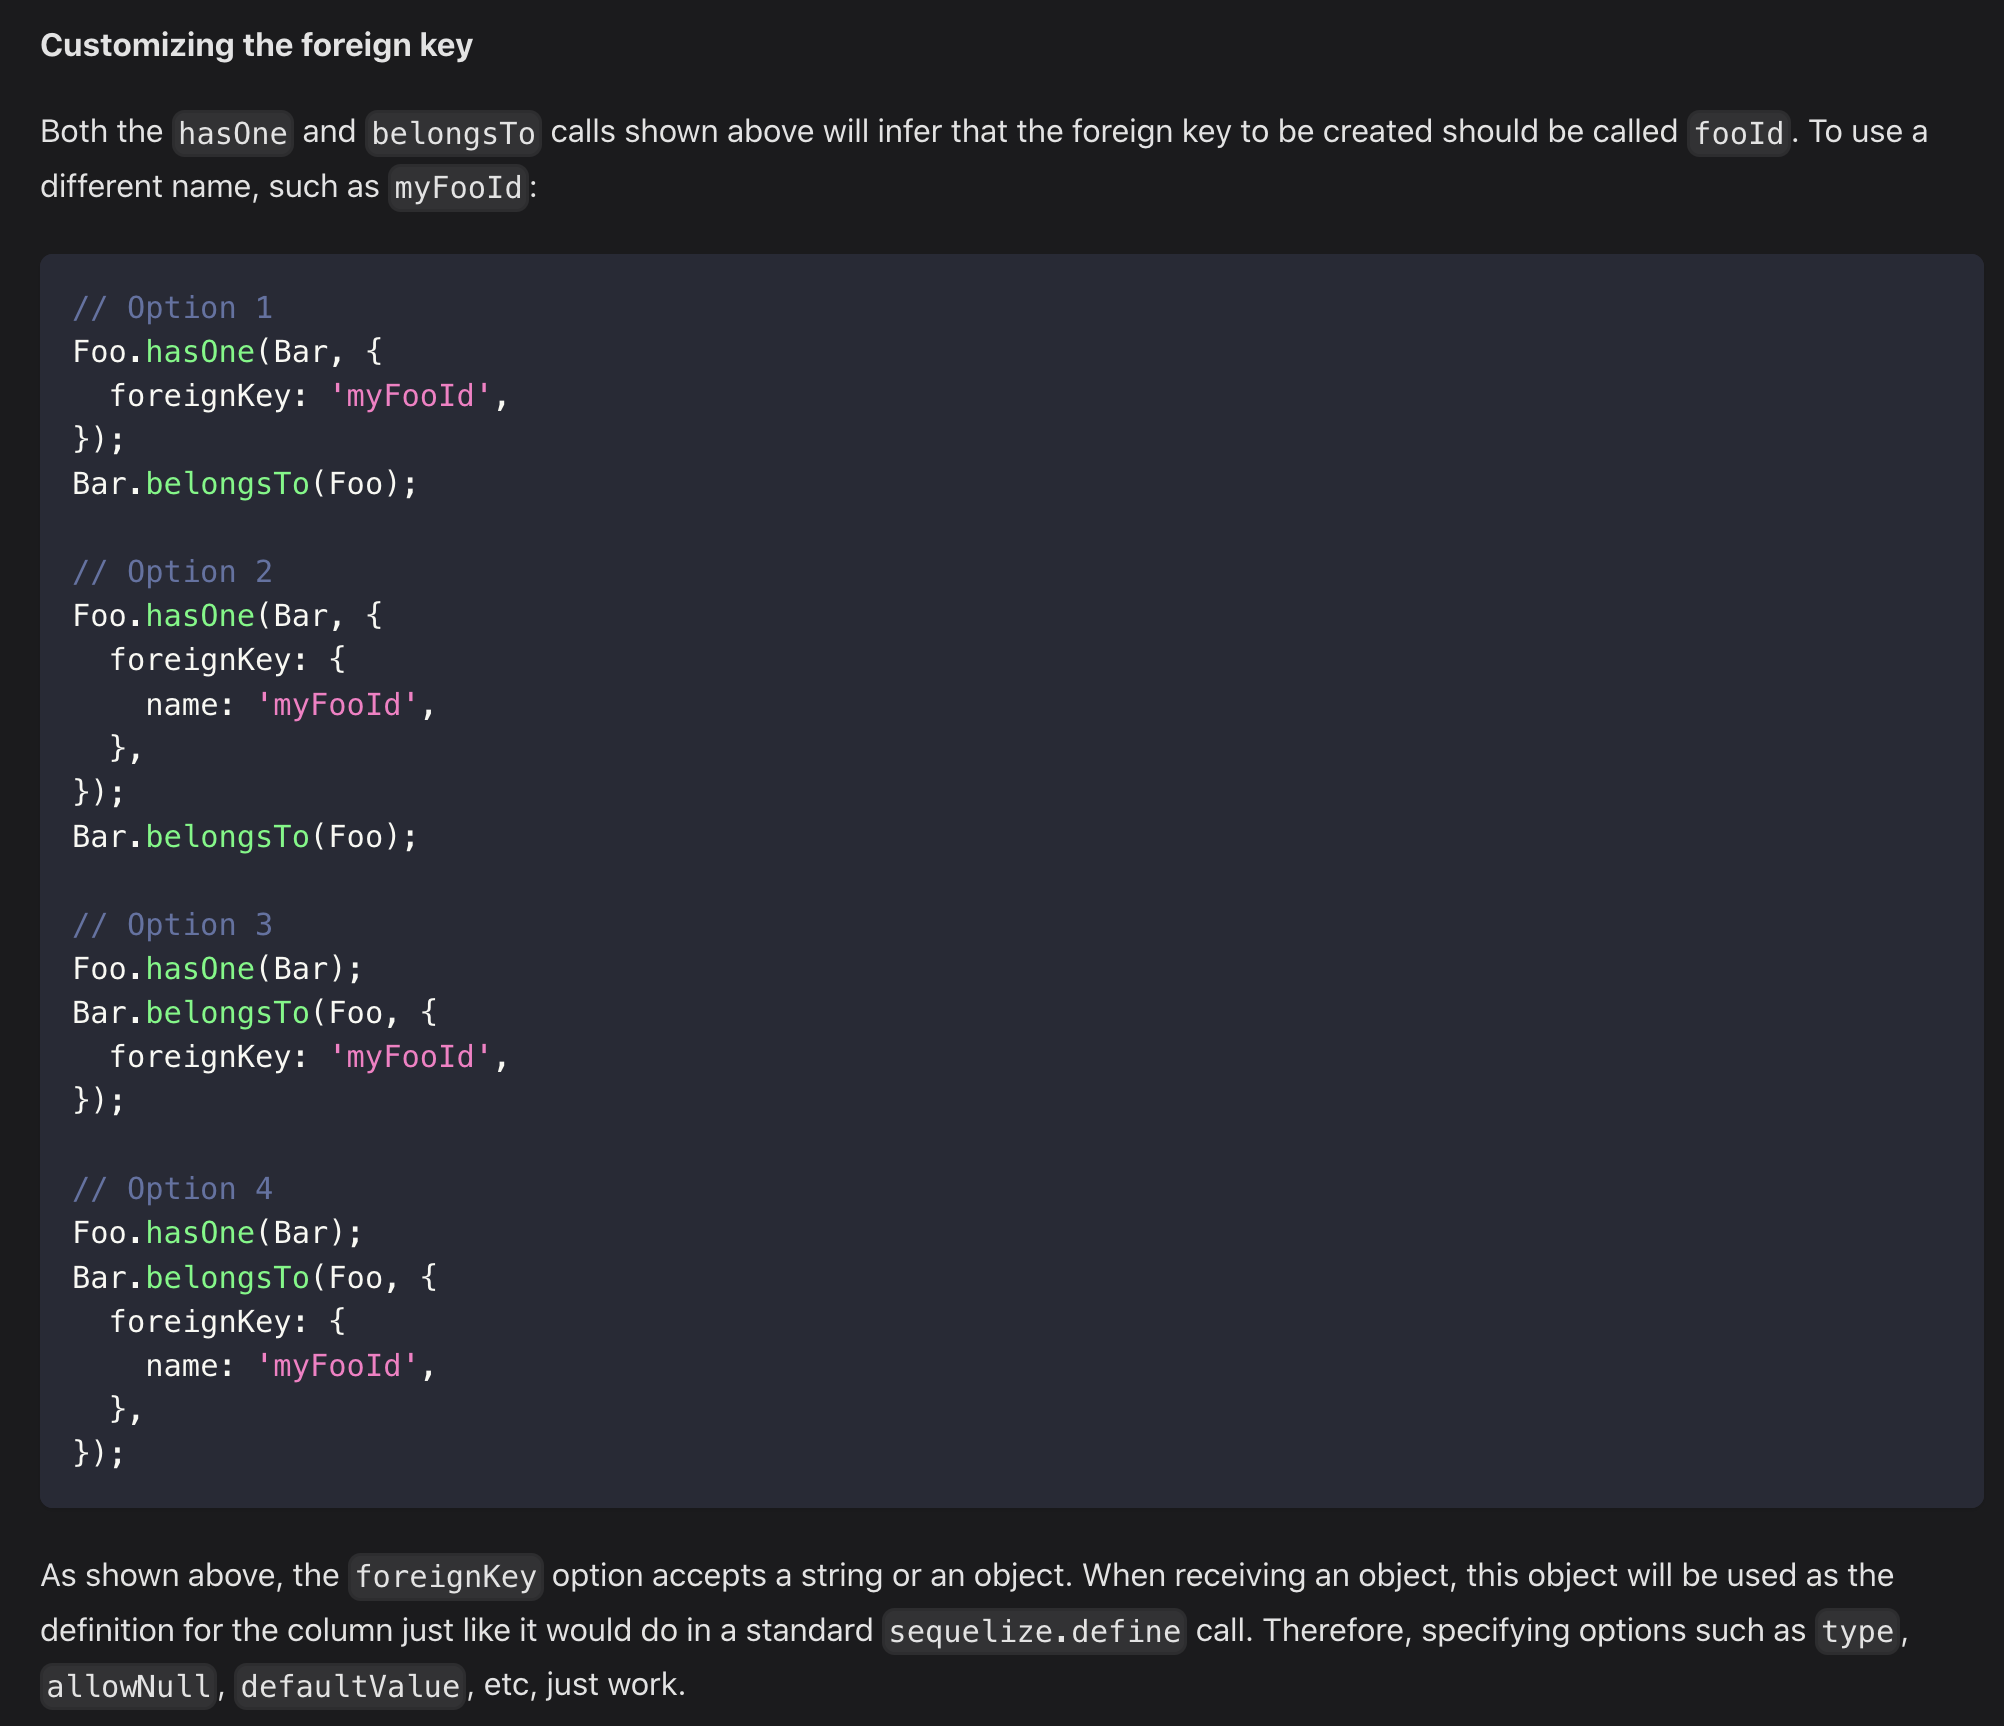 Customizing the foreign key
Both the hasOne and belongsTo calls shown above will infer that the foreign key to be created should be called fooId. To use a
different name, such as myFooId:
// Option 1
Foo.hasOne(Bar, {
  foreignKey: 'myFooId',
});
Bar.belongsTo(Foo);

// Option 2
Foo.hasOne(Bar, {
  foreignKey: {
    name: 'myFooId',
  },
});
Bar.belongsTo(Foo);

// Option 3
Foo.hasOne(Bar);
Bar.belongsTo(Foo, {
  foreignKey: 'myFooId',
});

// Option 4
Foo.hasOne(Bar);
Bar.belongsTo(Foo, {
  foreignKey: {
    name: 'myFooId',
  },
});
As shown above, the foreignKey option accepts a string or an object. When receiving an object, this object will be used as the
definition for the column just like it would do in a standard sequelize.define call. Therefore, specifying options such as type,
allowNull, defaultValue, etc, just work.